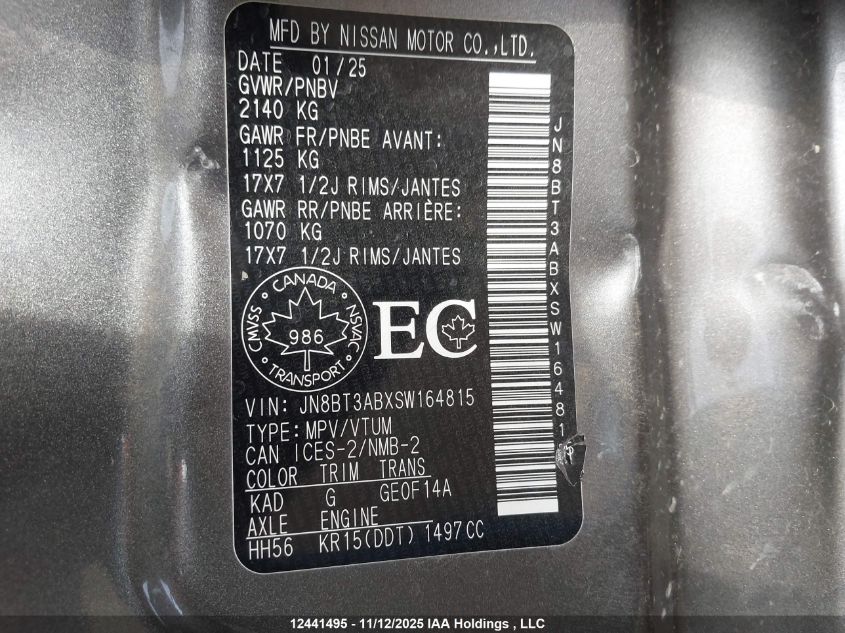 MFD BY NISSAN MOTOR CO.,LTD.
DATE 01/25
GVWR/PNBV
2140 KG
GAWR FR/PNBE AVANT:
1125 KG
17X7 1/2J RIMS/JANTES
GAWR RR/PNBE ARRIÈRE:
1070 KG
17X7 1/2J RIMS/JANTES
CANADA
CMVSS
NSVAC
986
TRANSPORT
EC
VIN: JN8BT3ABXSW164815
TYPE: MPV/VTUM
CAN ICES-2/NMB-2
COLOR TRIM TRANS
KAD G GE0F14A
AXLE ENGINE
HH56 KR15(DDT) 1497CC
JN8BT3ABXSW16481
12441495 - 11/12/2025 IAA Holdings , LLC